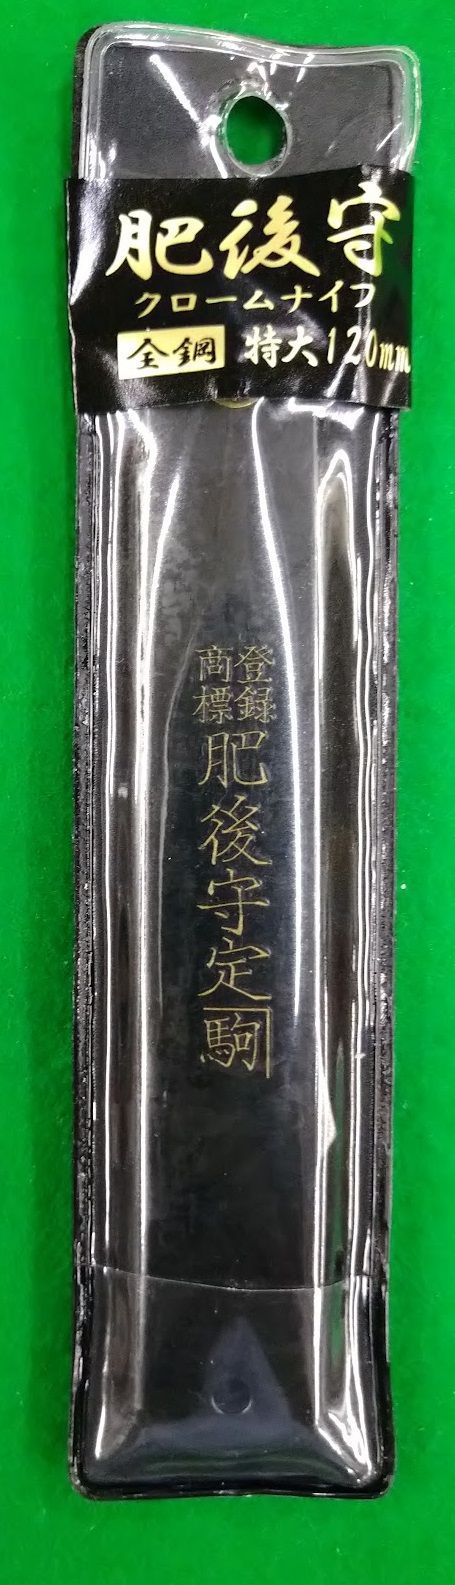 肥後守
クロームナイフ
全鋼 特大120mm
登録
商標
肥後守定駒